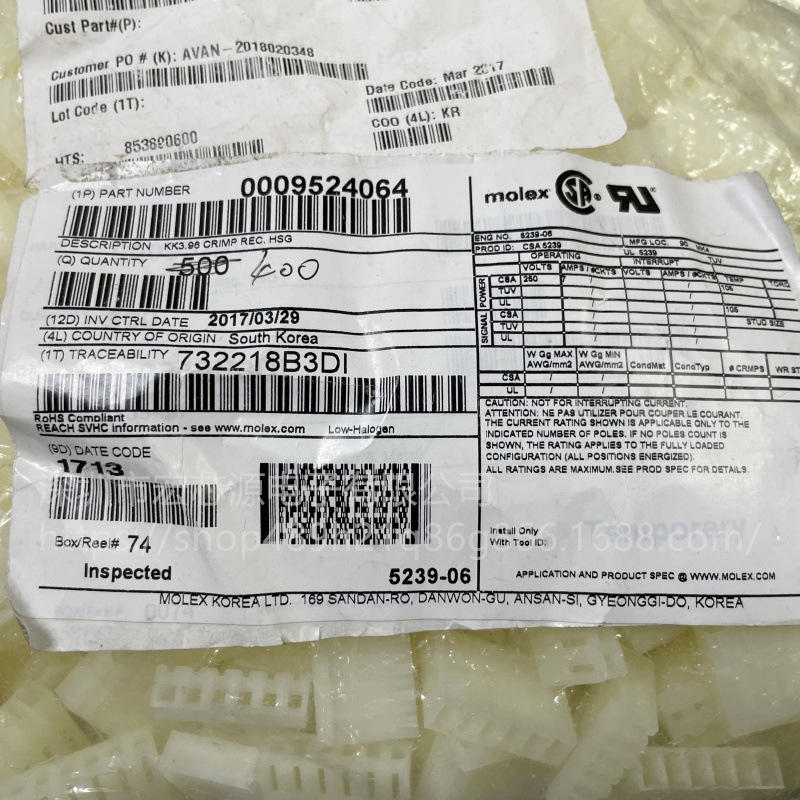 Cust Part#(P):
Customer PO # (K): AVAN-2018020348
Date Code: Mar 2017
Lot Code (1T):
COO (4L): KR
HTS: 853690600
(1P) PART NUMBER 0009524064
DESCRIPTION KK3.96 CRIMP REC. HSG
(Q) QUANTITY 500 400
(12D) INV CTRL DATE 2017/03/29
(4L) COUNTRY OF ORIGIN South Korea
(1T) TRACEABILITY 732218B3DI
RoHS Compliant
REACH SVHC information - see www.molex.com Low-Halogen
(9D) DATE CODE
1713
Box/Reel# 74
Inspected
5239-06
molex
ENG NO. 5239-06
PROD ID: CSA 5239 UL 5239 MFG LOC. 90
OPERATING INTERRUPT TUV
VOLTS AMPS / #CKTS VOLTS AMPS / #CKTS TEMP
SIGNAL POWER
CSA 250 7 /
TUV 105
UL
CSA 105
TUV STUD SIZE
UL
W Gg MAX AWG/mm2 W Gg MIN AWG/mm2 CondMat CondTyp # CRMPS WR ST
CSA
UL
CAUTION: NOT FOR INTERRUPTING CURRENT.
ATTENTION: NE PAS UTILIZER POUR COUPER LE COURANT.
THE CURRENT RATING SHOWN IS APPLICABLE ONLY TO THE
INDICATED NUMBER OF POLES. IF NO POLES COUNT IS
SHOWN, THE RATING APPLIES TO THE FULLY LOADED
CONFIGURATION (ALL POSITIONS ENERGIZED).
ALL RATINGS ARE MAXIMUM. SEE PROD SPEC FOR DETAILS.
Install Only
With Tool ID:
APPLICATION AND PRODUCT SPEC @ WWW.MOLEX.COM
MOLEX KOREA LTD. 169 SANDAN-RO, DANWON-GU, ANSAN-SI, GYEONGGI-DO, KOREA